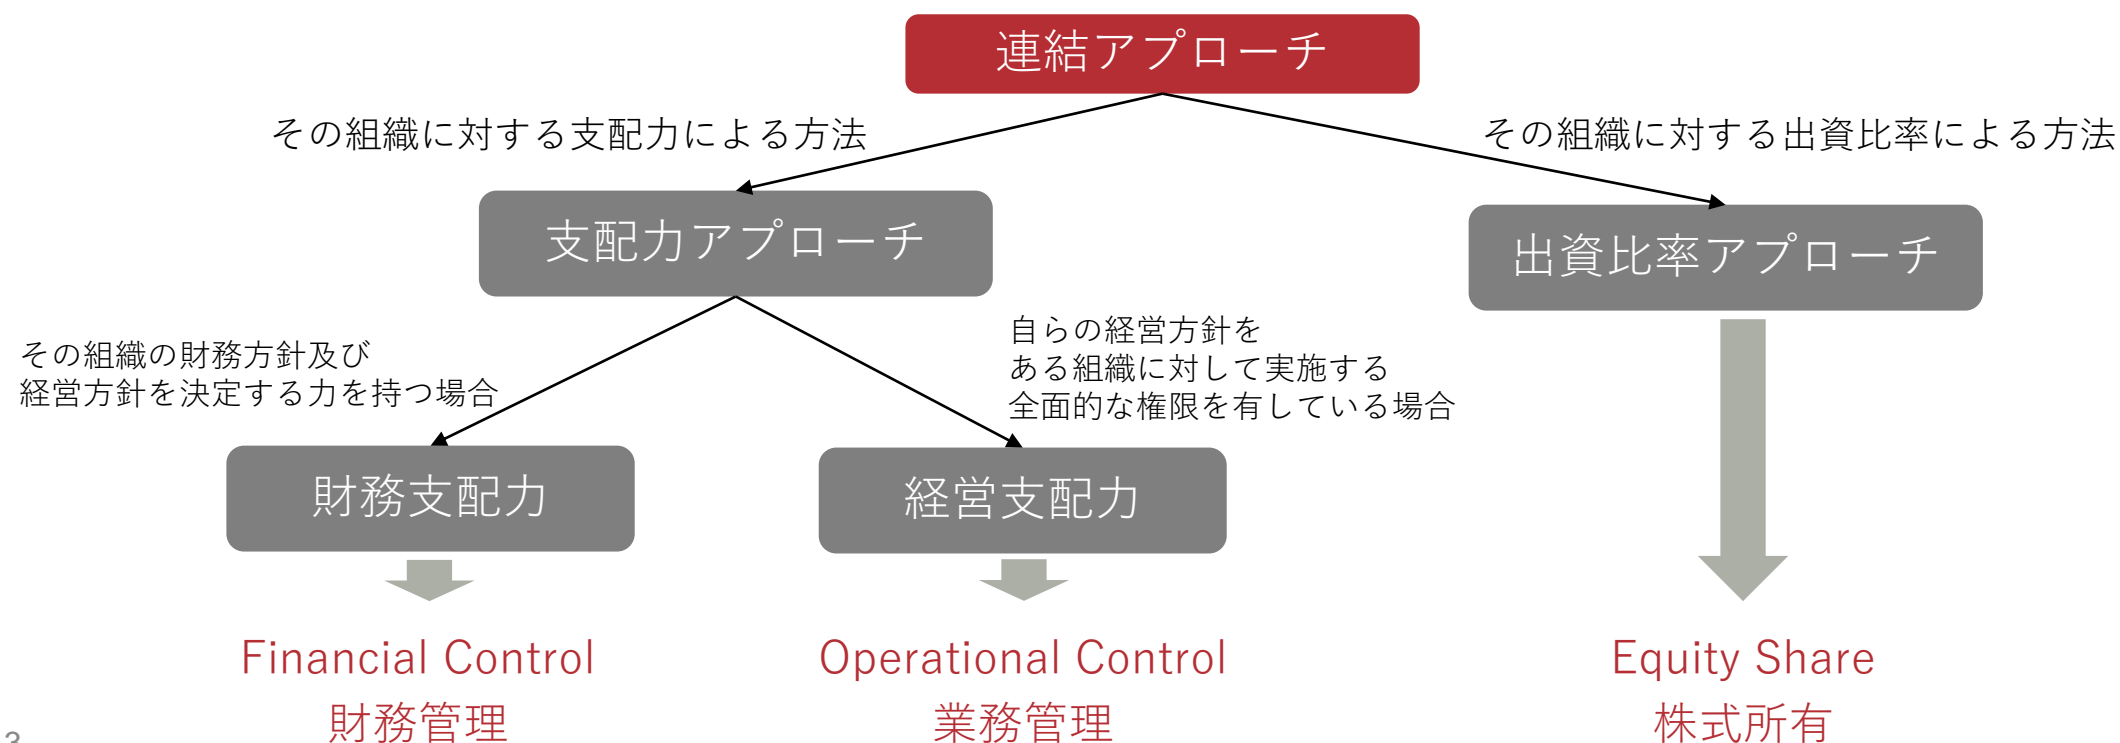 連結アプローチ
その組織に対する支配力による方法
その組織に対する出資比率による方法
支配力アプローチ
出資比率アプローチ
その組織の財務方針及び
経営方針を決定する力を持つ場合
自らの経営方針を
ある組織に対して実施する
全面的な権限を有している場合
財務支配力
経営支配力
Financial Control
財務管理
Operational Control
業務管理
Equity Share
株式所有
3